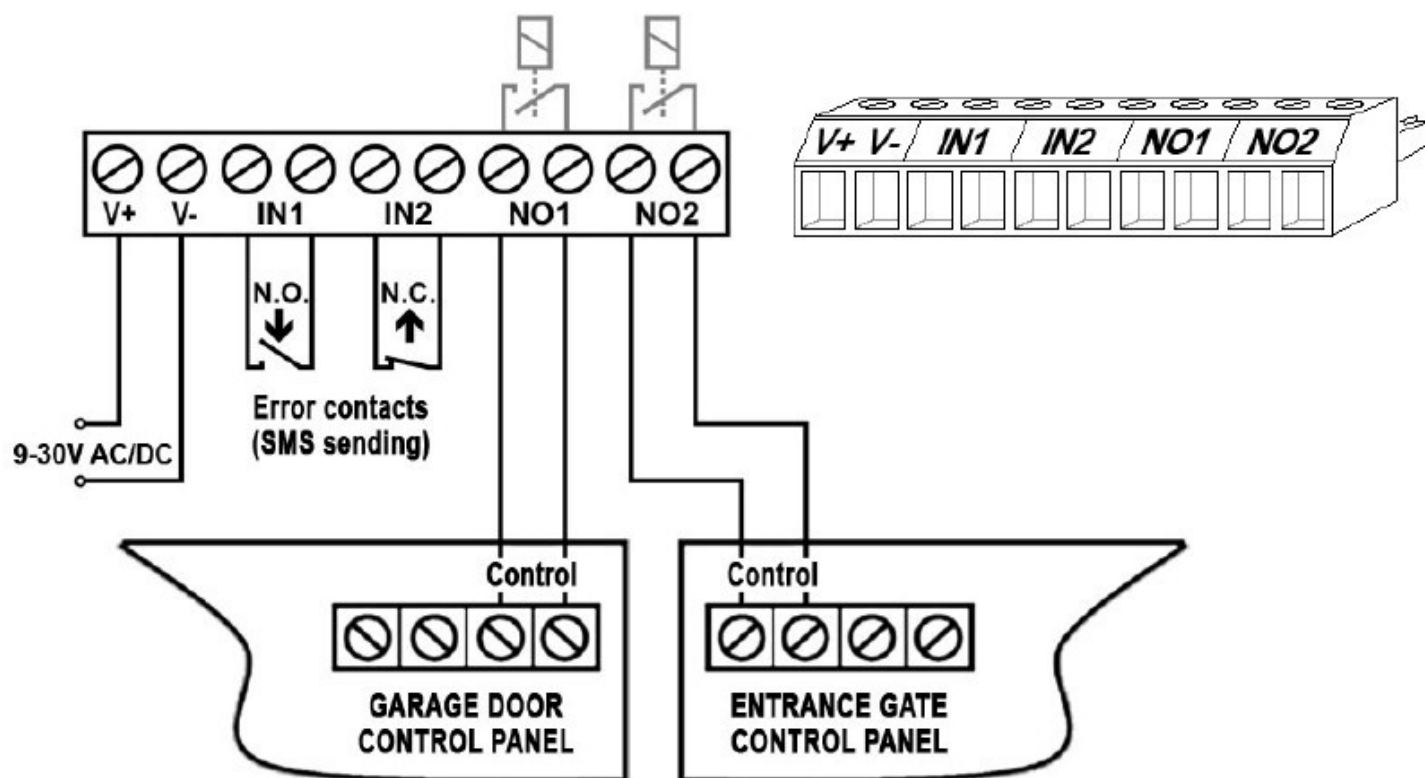 V+ V- IN1 IN2 NO1 NO2
V+ V- IN1 IN2 NO1 NO2
N.O. N.C.
Error contacts
(SMS sending)
9-30V AC/DC
Control
GARAGE DOOR
CONTROL PANEL
Control
ENTRANCE GATE
CONTROL PANEL